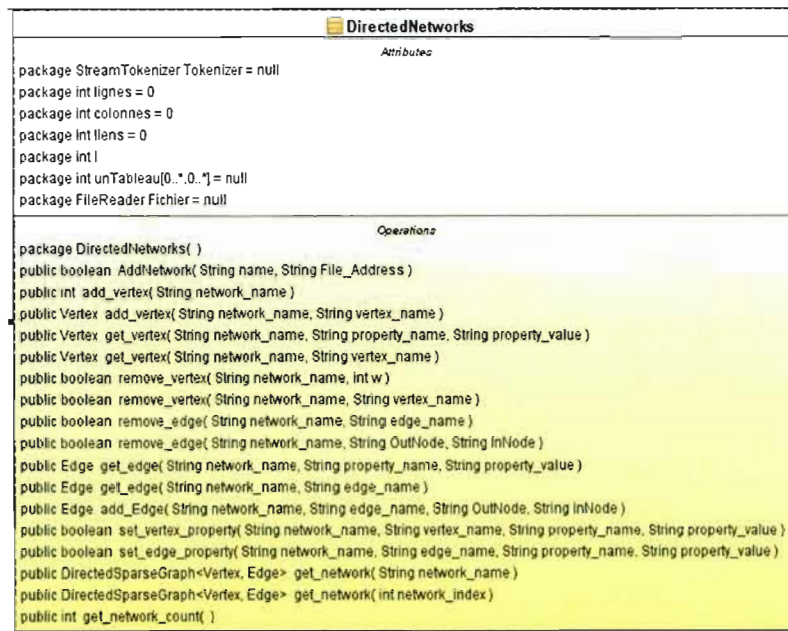 DirectedNetworks
Attributes
package StreamTokenizer Tokenizer = null
package int lignes = 0
package int colonnes = 0
package int liens = 0
package int l
package int unTableau[0..*,0..*] = null
package FileReader Fichier = null
Operations
package DirectedNetworks( )
public boolean AddNetwork( String name, String File_Address )
public int add_vertex( String network_name )
public Vertex add_vertex( String network_name, String vertex_name )
public Vertex get_vertex( String network_name, String property_name, String property_value )
public Vertex get_vertex( String network_name, String vertex_name )
public boolean remove_vertex( String network_name, int w )
public boolean remove_vertex( String network_name, String vertex_name )
public boolean remove_edge( String network_name, String edge_name )
public boolean remove_edge( String network_name, String OutNode, String InNode )
public Edge get_edge( String network_name, String property_name, String property_value )
public Edge get_edge( String network_name, String edge_name )
public Edge add_Edge( String network_name, String edge_name, String OutNode, String InNode )
public boolean set_vertex_property( String network_name, String vertex_name, String property_name, String property_value )
public boolean set_edge_property( String network_name, String edge_name, String property_name, String property_value )
public DirectedSparseGraph<Vertex, Edge> get_network( String network_name )
public DirectedSparseGraph<Vertex, Edge> get_network( int network_index )
public int get_network_count( )